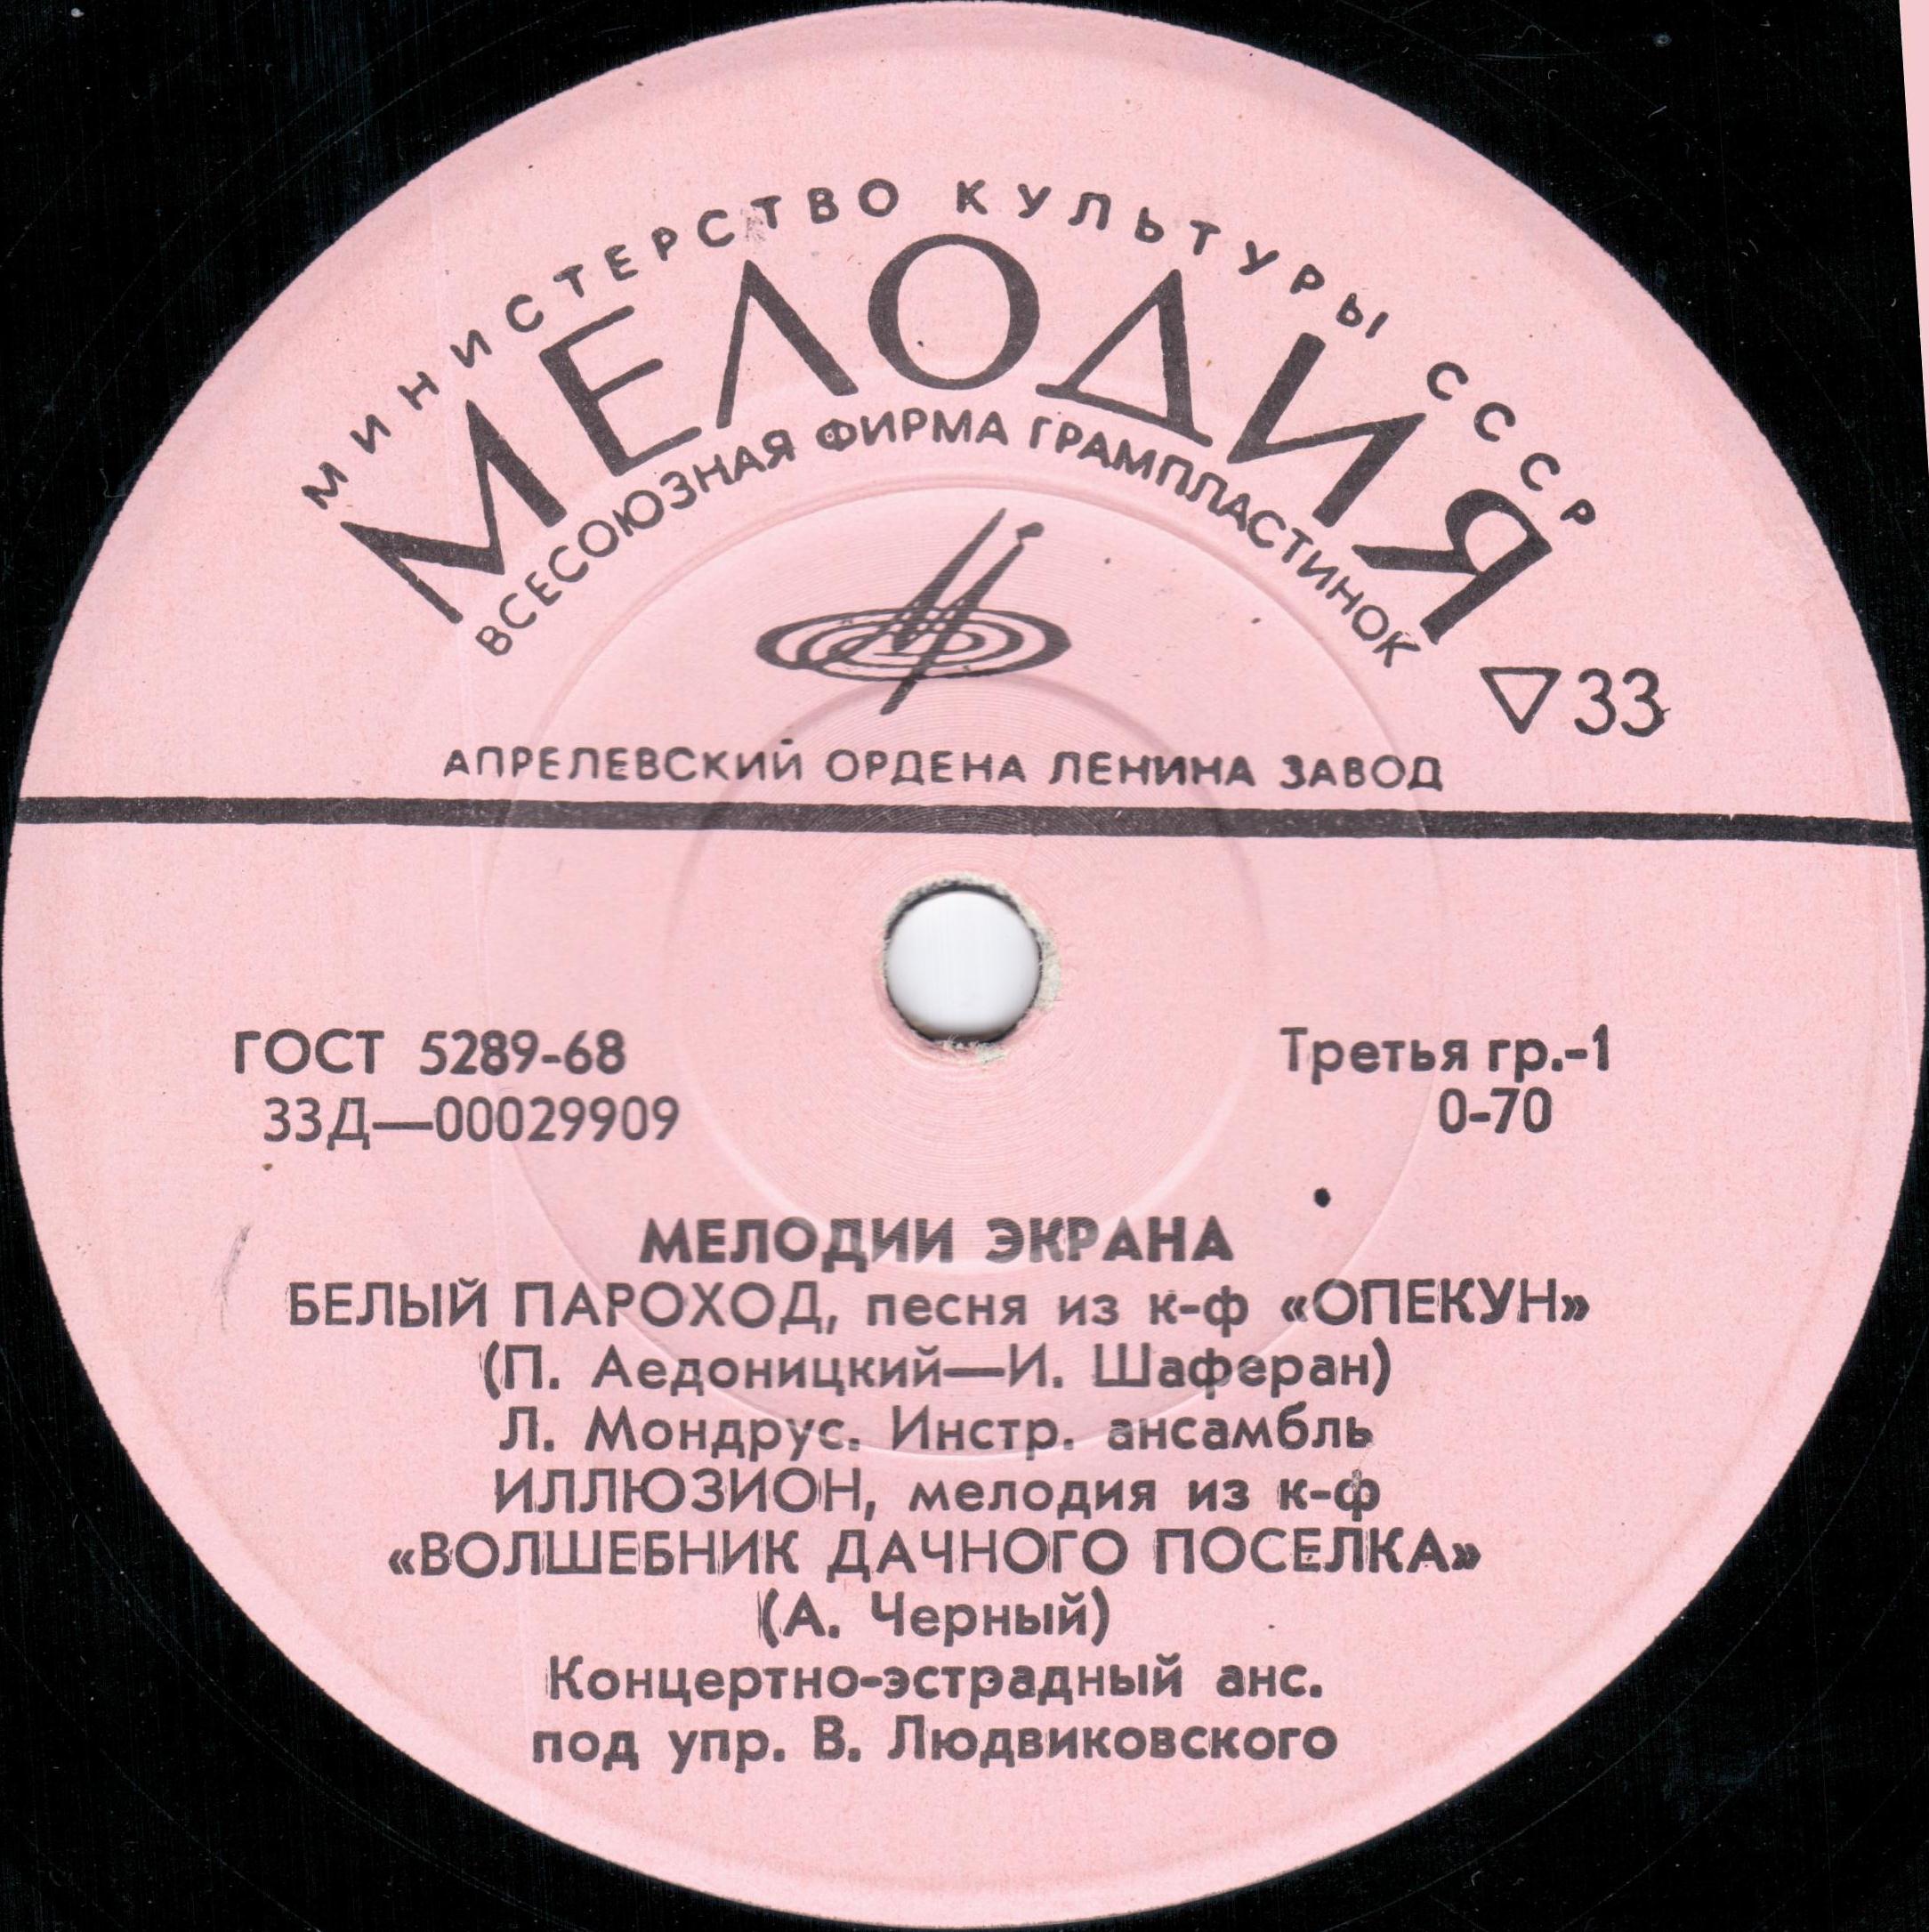 МИНИСТЕРСТВО КУЛЬТУРЫ СССР
МЕЛОДИЯ
ВСЕСОЮЗНАЯ ФИРМА ГРАМПЛАСТИНОК
▽33
АПРЕЛЕВСКИЙ ОРДЕНА ЛЕНИНА ЗАВОД
ГОСТ 5289-68
Третья гр.-1
33Д—00029909
0-70
МЕЛОДИИ ЭКРАНА
БЕЛЫЙ ПАРОХОД, песня из к-ф «ОПЕКУН»
(П. Аедоницкий—И. Шаферан)
Л. Мондрус. Инстр. ансамбль
ИЛЛЮЗИОН, мелодия из к-ф
«ВОЛШЕБНИК ДАЧНОГО ПОСЕЛКА»
(А. Черный)
Концертно-эстрадный анс.
под упр. В. Людвиковского